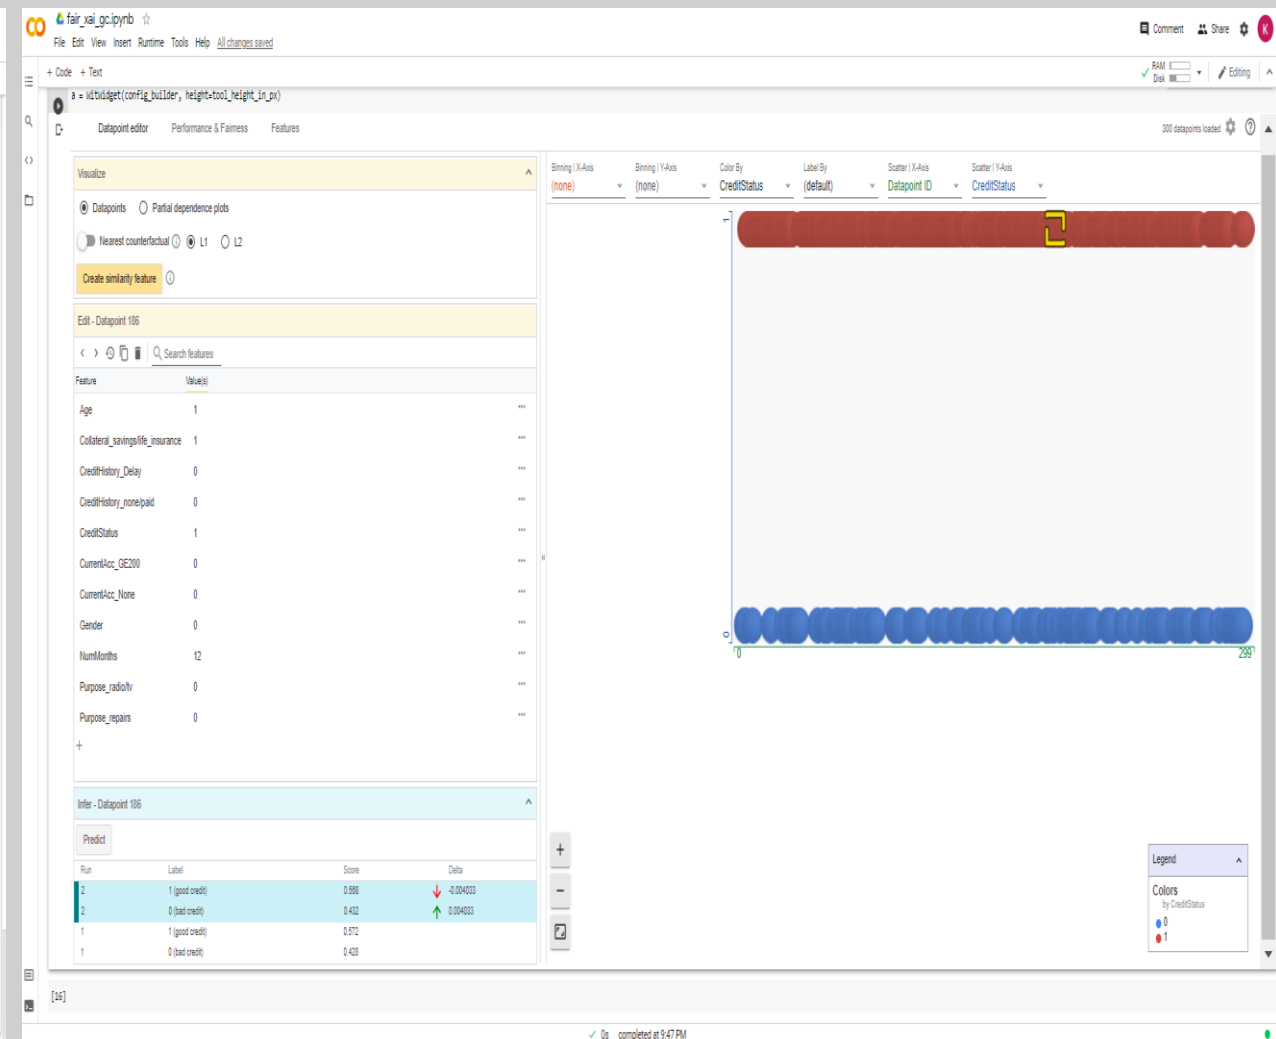 fair_xai_gc.ipynb
Comment Share K
File Edit View Insert Runtime Tools Help All changes saved
+ Code + Text
RAM
Disk
Editing
a = WitWidget(config_builder, height=tool_height_in_px)
Datapoint editor Performance & Fairness Features
300 datapoints loaded
Visualize
Datapoints Partial dependence plots
Nearest counterfactual L1 L2
Create similarity feature
Edit - Datapoint 186
Search features
Feature Value(s)
Age 1
Collateral_savings/life_insurance 1
CreditHistory_Delay 0
CreditHistory_none/paid 0
CreditStatus 1
CurrentAcc_GE200 0
CurrentAcc_None 0
Gender 0
NumMonths 12
Purpose_radio/tv 0
Purpose_repairs 0
+
Infer - Datapoint 186
Predict
Run Label Score Delta
2 1 (good credit) 0.568 -0.004033
2 0 (bad credit) 0.432 0.004033
1 1 (good credit) 0.572
1 0 (bad credit) 0.428
Binning | X-Axis Binning | Y-Axis Color By Label By Scatter | X-Axis Scatter | Y-Axis
(none) (none) CreditStatus (default) Datapoint ID CreditStatus
1
0
0 299
Legend
Colors
by CreditStatus
0
1
[16]
0s completed at 9:47 PM